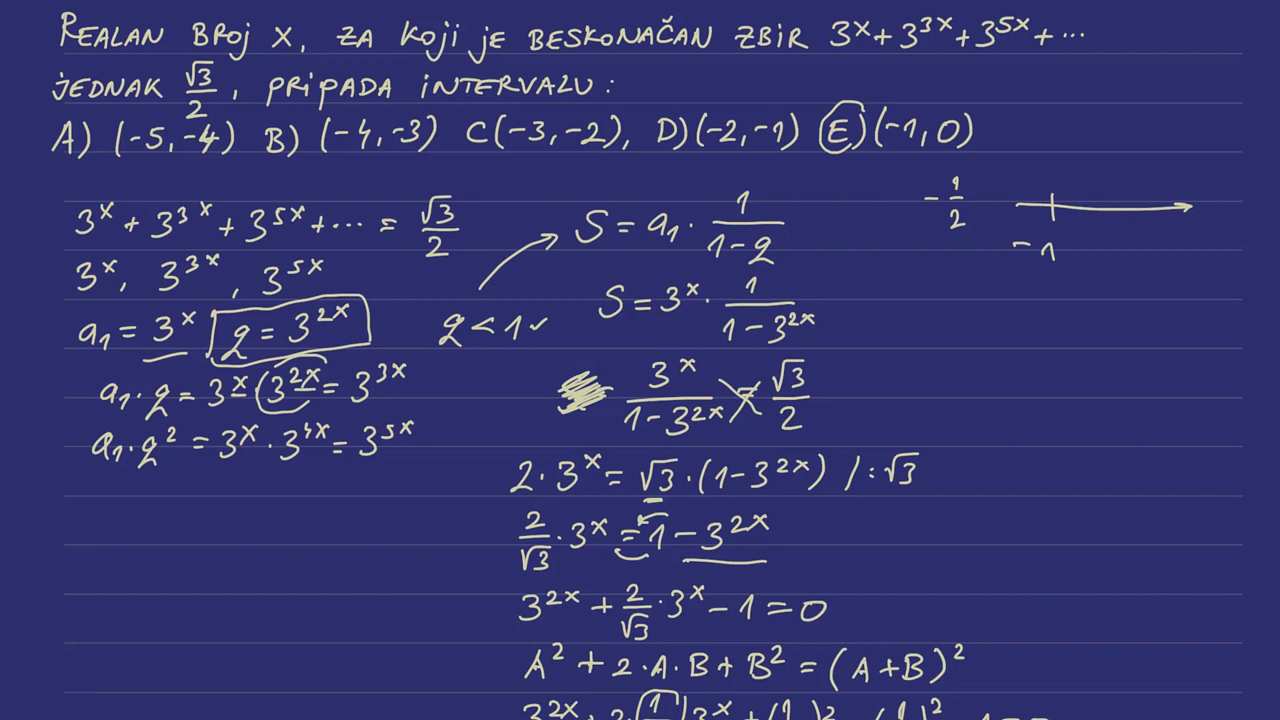 REALAN BROJ X, ZA KOJI JE BESKONAČAN ZBIR 3^x + 3^{3x} + 3^{5x} + ...
JEDNAK √3/2, PRIPADA INTERVALU:
A) (-5, -4) B) (-4, -3) C (-3, -2), D) (-2, -1) E) (-1, 0)
3^x + 3^{3x} + 3^{5x} + ... = √3/2
3^x, 3^{3x}, 3^{5x}
a₁ = 3^x q = 3^{2x}
a₁ · q = 3^x (3^{2x} = 3^{3x}
a₁ · q² = 3^x · 3^{4x} = 3^{5x}
q < 1 ✓
S = a₁ · 1/(1-q)
S = 3^x · 1/(1-3^{2x})
3^x/(1-3^{2x}) = √3/2
2 · 3^x = √3 · (1-3^{2x}) / : √3
2/√3 · 3^x = 1 - 3^{2x}
3^{2x} + 2/√3 · 3^x - 1 = 0
A² + 2 · A · B + B² = (A+B)²
-1/2
-1